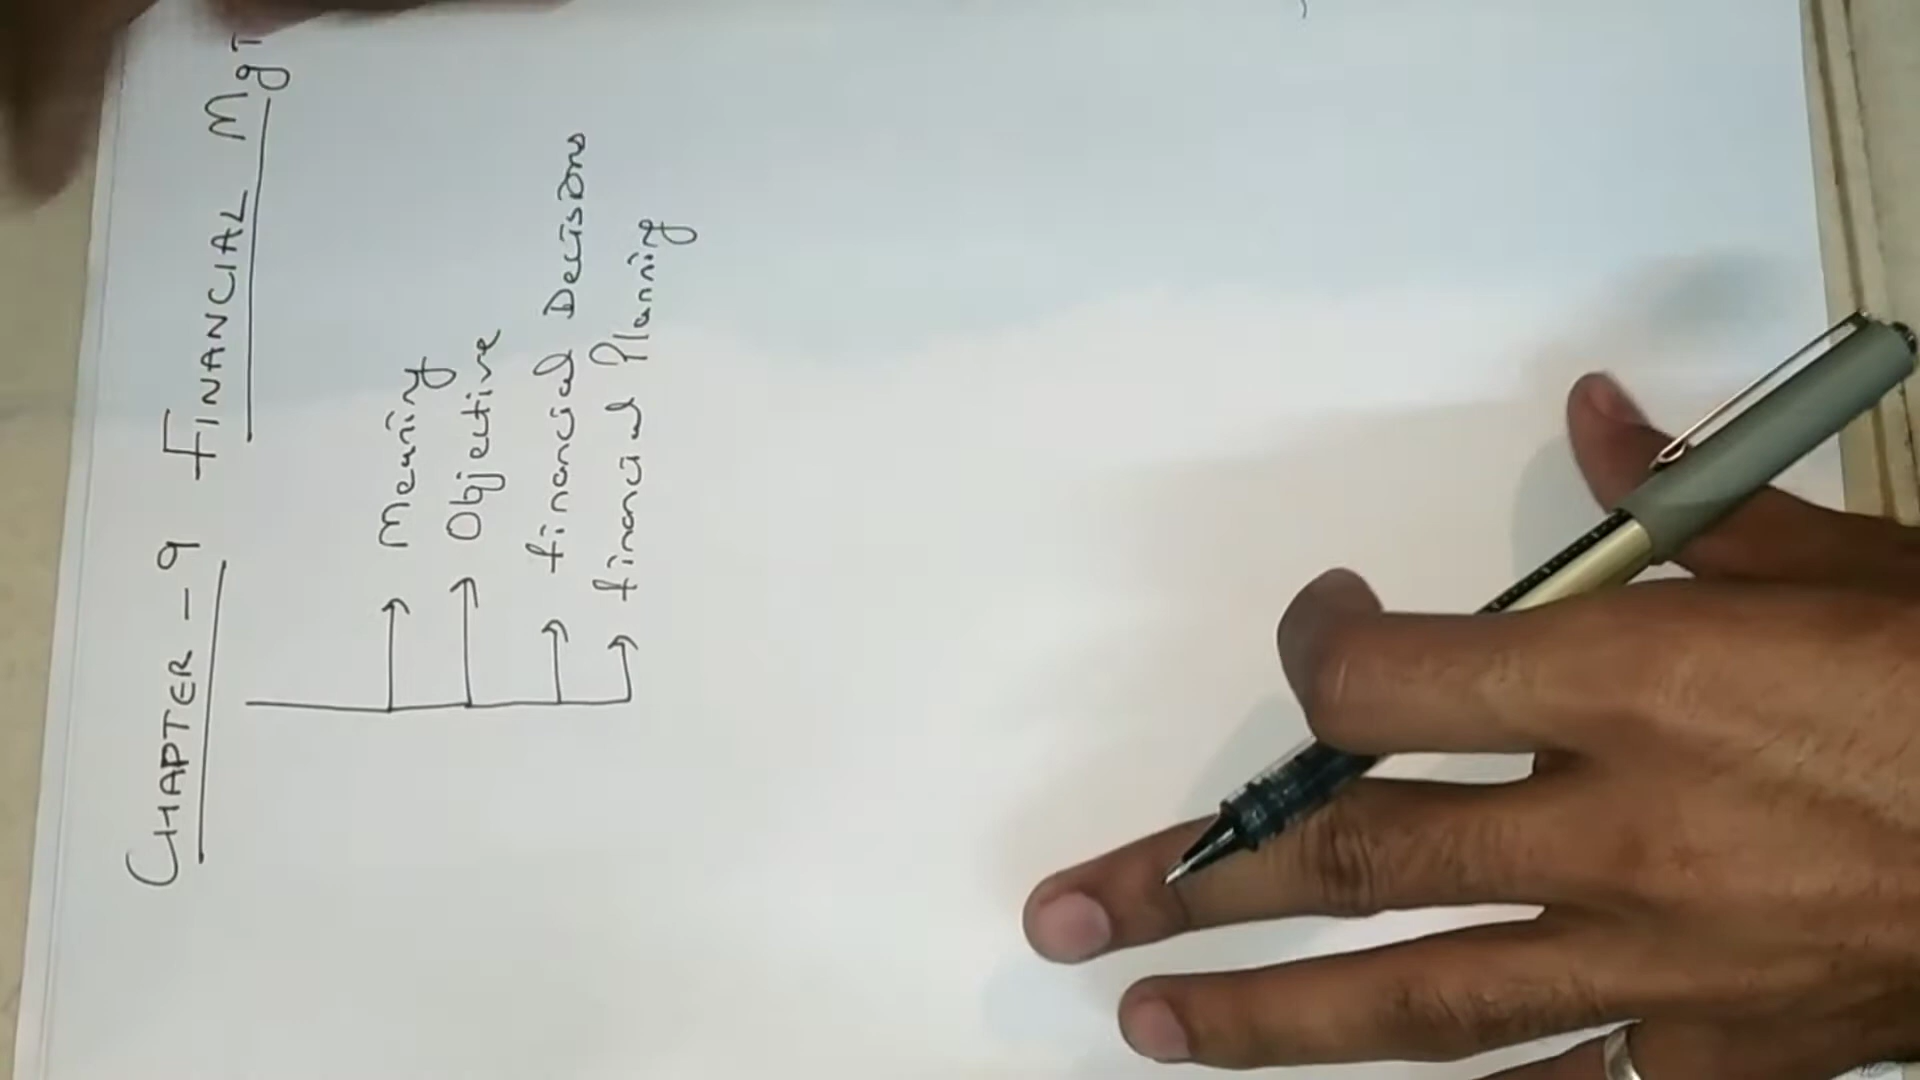 CHAPTER - 9 FINANCIAL MgT
Meaning
Objective
financial Decisions
financial Planning